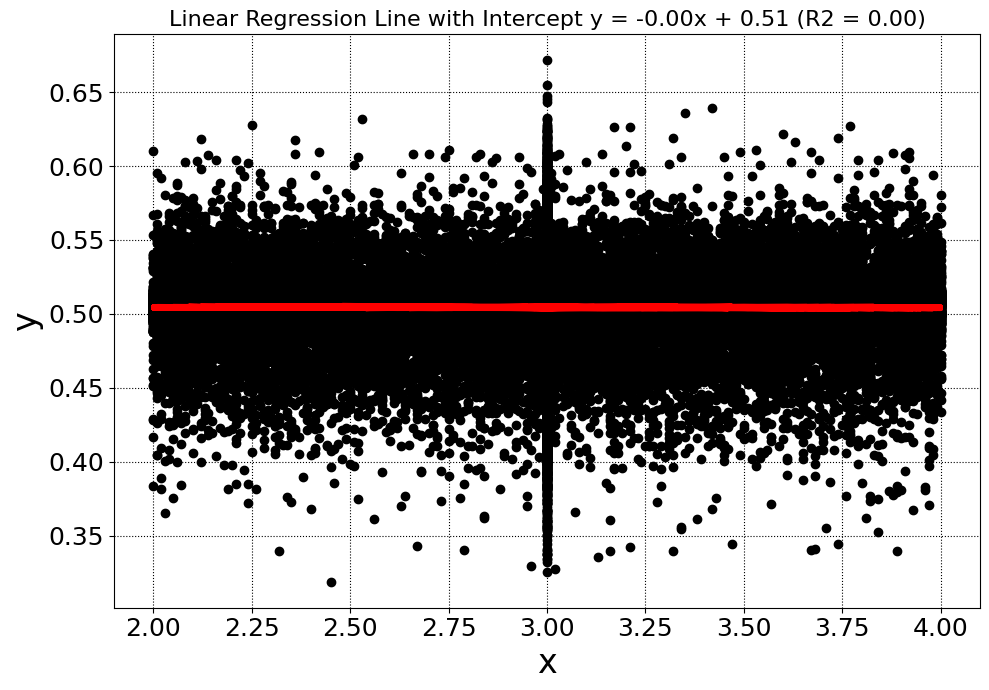 Linear Regression Line with Intercept y = -0.00x + 0.51 (R2 = 0.00)
0.65
0.60
0.55
0.50
0.45
0.40
0.35
y
2.00 2.25 2.50 2.75 3.00 3.25 3.50 3.75 4.00
x